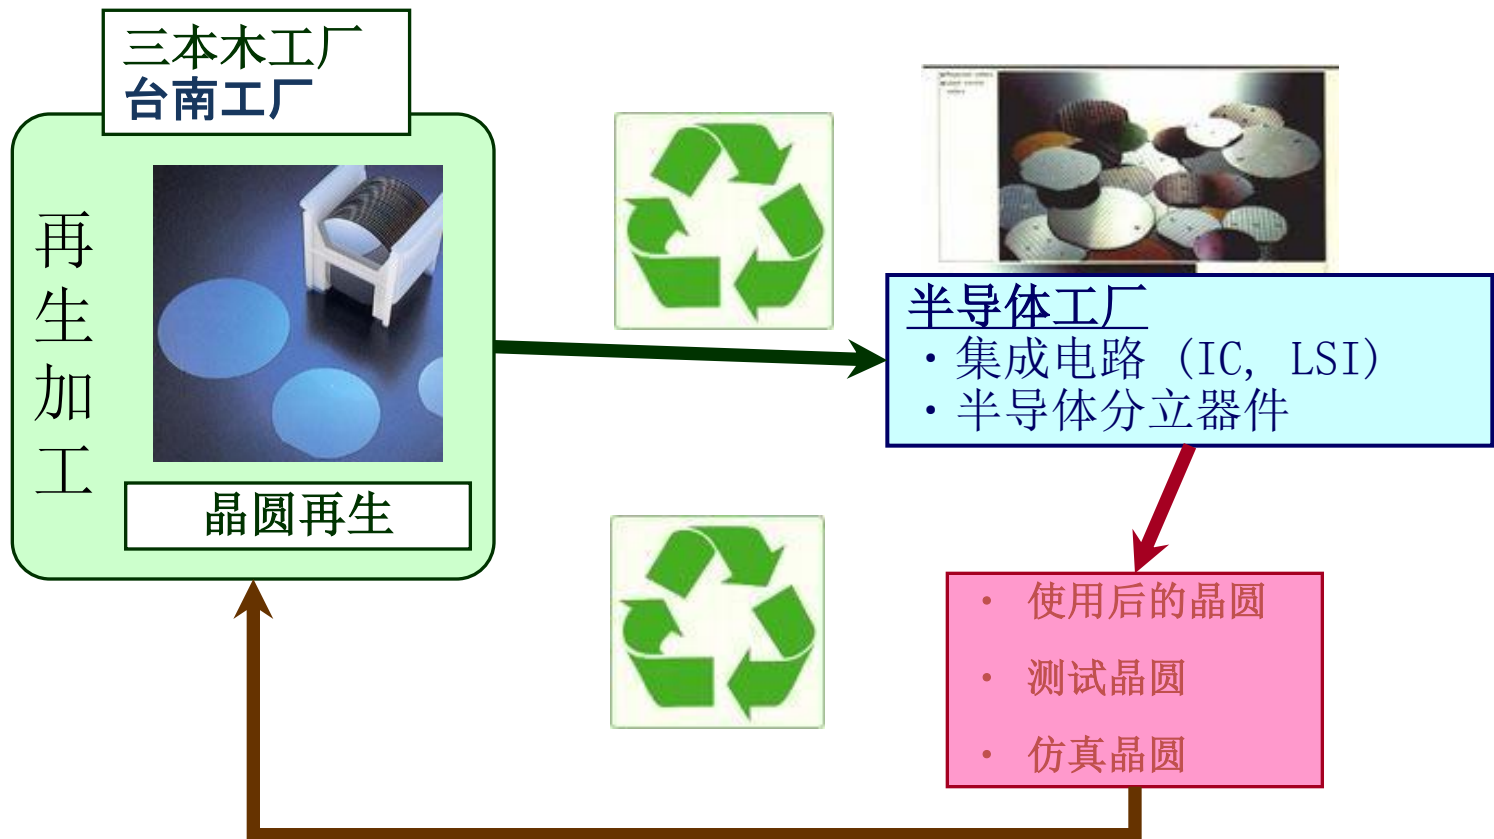 三本木工厂
台南工厂
再生加工
晶圆再生
半导体工厂
・集成电路 (IC, LSI)
・半导体分立器件
・ 使用后的晶圆
・ 测试晶圆
・ 仿真晶圆